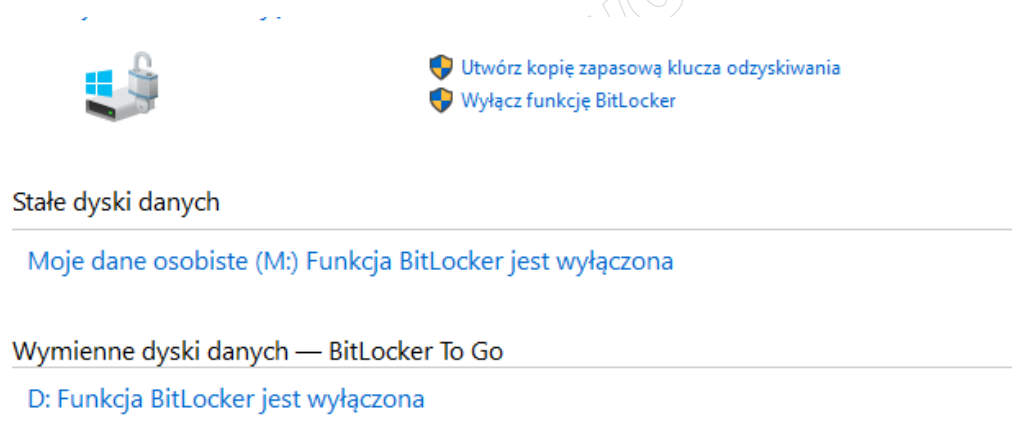 Utwórz kopię zapasową klucza odzyskiwania
Wyłącz funkcję BitLocker
Stałe dyski danych
Moje dane osobiste (M:) Funkcja BitLocker jest wyłączona
Wymienne dyski danych — BitLocker To Go
D: Funkcja BitLocker jest wyłączona